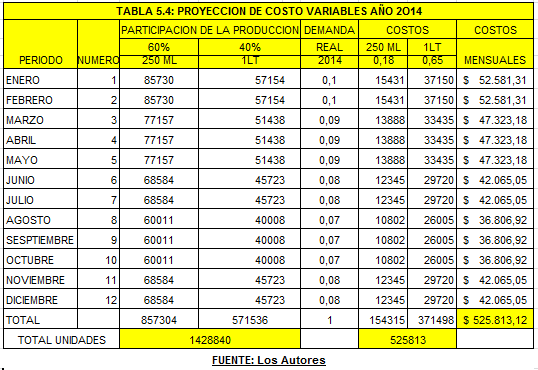 TABLA 5.4: PROYECCION DE COSTO VARIABLES AÑO 2014
PARTICIPACION DE LA PRODUCCION DEMANDA COSTOS COSTOS
60% 40% REAL 250 ML 1LT
PERIODO NUMERO 250 ML 1LT 2014 0,18 0,65 MENSUALES
ENERO 1 85730 57154 0,1 15431 37150 $ 52.581,31
FEBRERO 2 85730 57154 0,1 15431 37150 $ 52.581,31
MARZO 3 77157 51438 0,09 13888 33435 $ 47.323,18
ABRIL 4 77157 51438 0,09 13888 33435 $ 47.323,18
MAYO 5 77157 51438 0,09 13888 33435 $ 47.323,18
JUNIO 6 68584 45723 0,08 12345 29720 $ 42.065,05
JULIO 7 68584 45723 0,08 12345 29720 $ 42.065,05
AGOSTO 8 60011 40008 0,07 10802 26005 $ 36.806,92
SESPTIEMBRE 9 60011 40008 0,07 10802 26005 $ 36.806,92
OCTUBRE 10 60011 40008 0,07 10802 26005 $ 36.806,92
NOVIEMBRE 11 68584 45723 0,08 12345 29720 $ 42.065,05
DICIEMBRE 12 68584 45723 0,08 12345 29720 $ 42.065,05
TOTAL 857304 571536 1 154315 371498 $ 525.813,12
TOTAL UNIDADES 1428840 525813
FUENTE: Los Autores